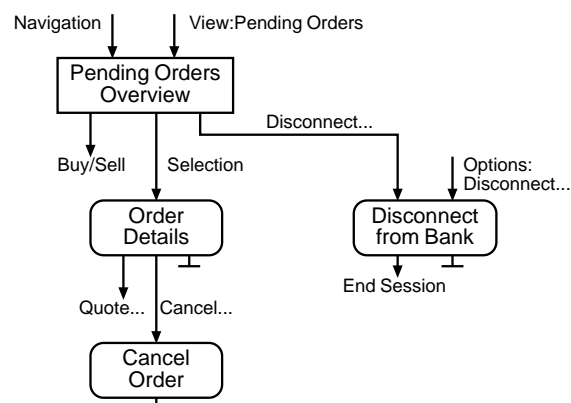 Navigation
View:Pending Orders
Pending Orders
Overview
Disconnect...
Buy/Sell
Selection
Options:
Disconnect...
Order
Details
Disconnect
from Bank
Quote...
Cancel...
End Session
Cancel
Order